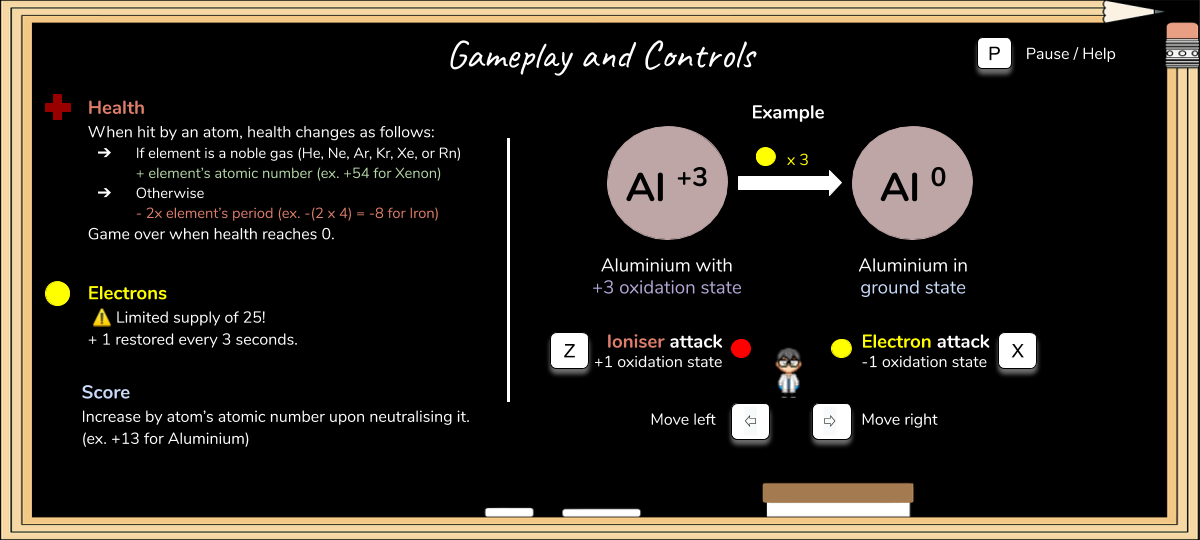 Gameplay and Controls
P Pause / Help
Health
When hit by an atom, health changes as follows:
➔ If element is a noble gas (He, Ne, Ar, Kr, Xe, or Rn)
+ element's atomic number (ex. +54 for Xenon)
➔ Otherwise
- 2x element's period (ex. -(2 x 4) = -8 for Iron)
Game over when health reaches 0.
Electrons
⚠️ Limited supply of 25!
+ 1 restored every 3 seconds.
Score
Increase by atom's atomic number upon neutralising it.
(ex. +13 for Aluminium)
Example
Al +3
x 3
Al 0
Aluminium with
+3 oxidation state
Aluminium in
ground state
Z
Ioniser attack
+1 oxidation state
Electron attack
-1 oxidation state
X
Move left ⇦
⇨ Move right